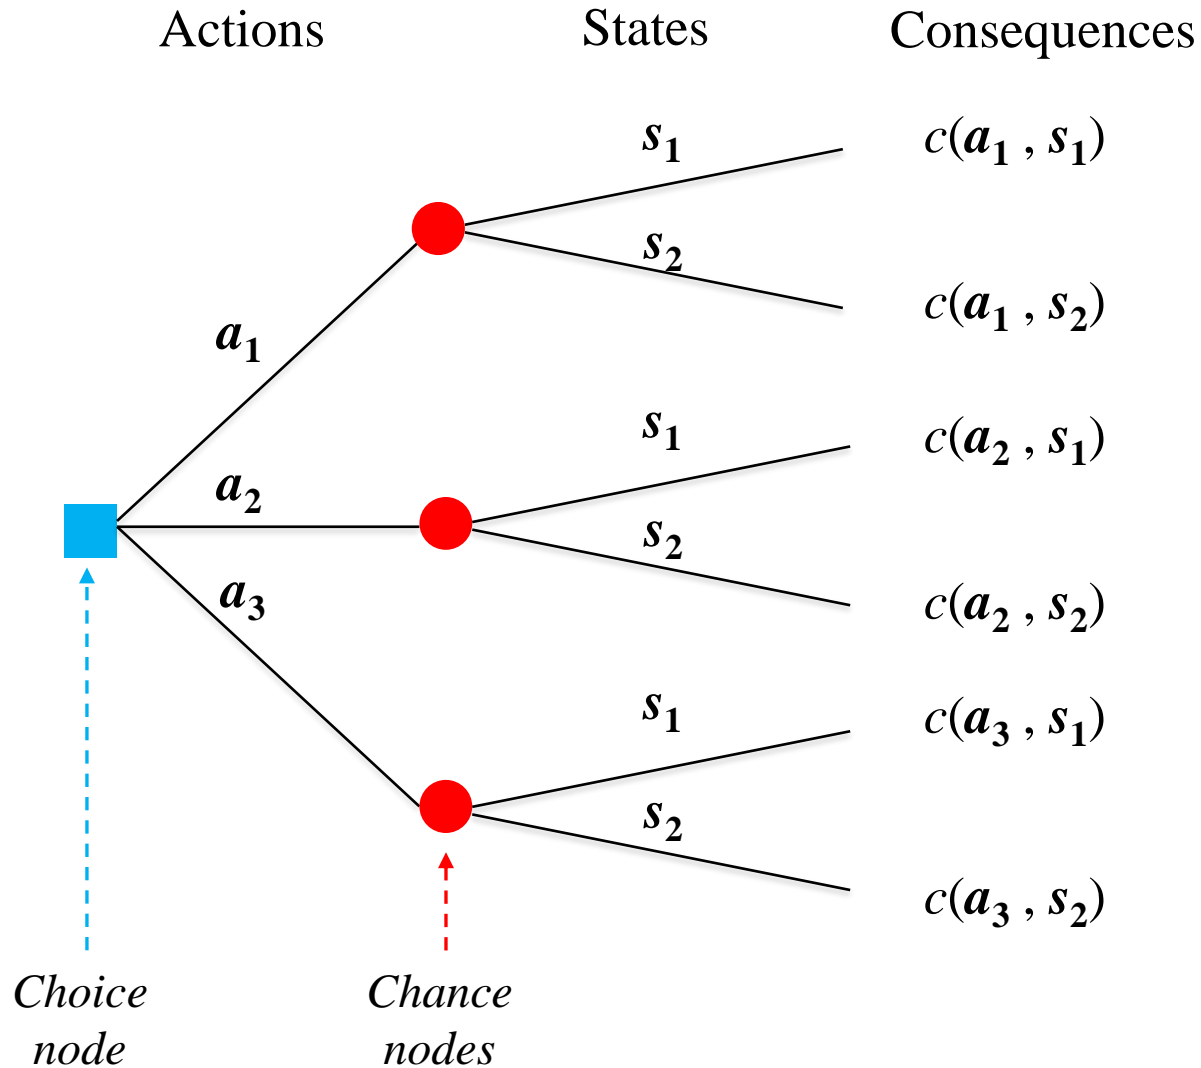 Actions States Consequences
s₁ c(a₁ , s₁)
s₂ c(a₁ , s₂)
a₁
s₁ c(a₂ , s₁)
a₂
s₂ c(a₂ , s₂)
a₃
s₁ c(a₃ , s₁)
s₂ c(a₃ , s₂)
Choice node
Chance nodes